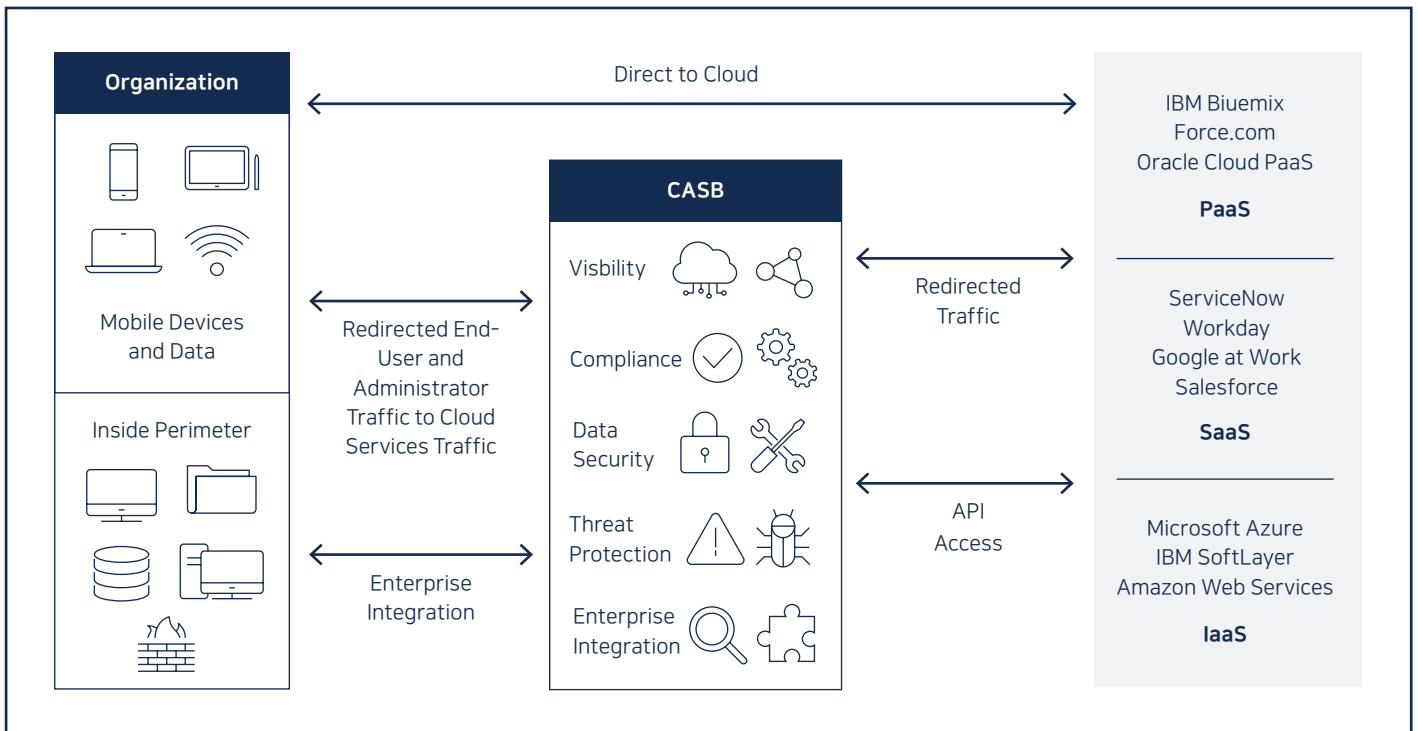 Organization
Mobile Devices
and Data
Inside Perimeter
Direct to Cloud
Redirected End-
User and
Administrator
Traffic to Cloud
Services Traffic
Enterprise
Integration
CASB
Visbility
Compliance
Data
Security
Threat
Protection
Enterprise
Integration
Redirected
Traffic
API
Access
IBM Biuemix
Force.com
Oracle Cloud PaaS
PaaS
ServiceNow
Workday
Google at Work
Salesforce
SaaS
Microsoft Azure
IBM SoftLayer
Amazon Web Services
IaaS